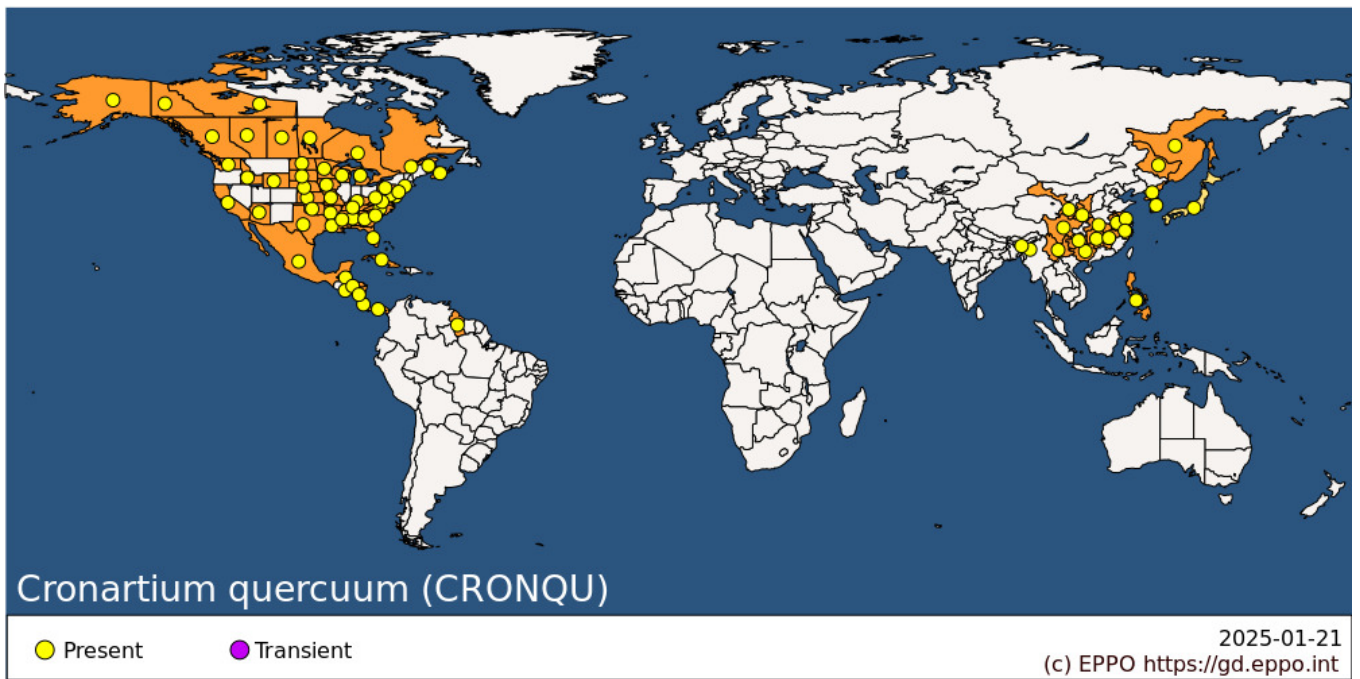 Cronartium quercuum (CRONQU)
Present
Transient
2025-01-21
(c) EPPO https://gd.eppo.int